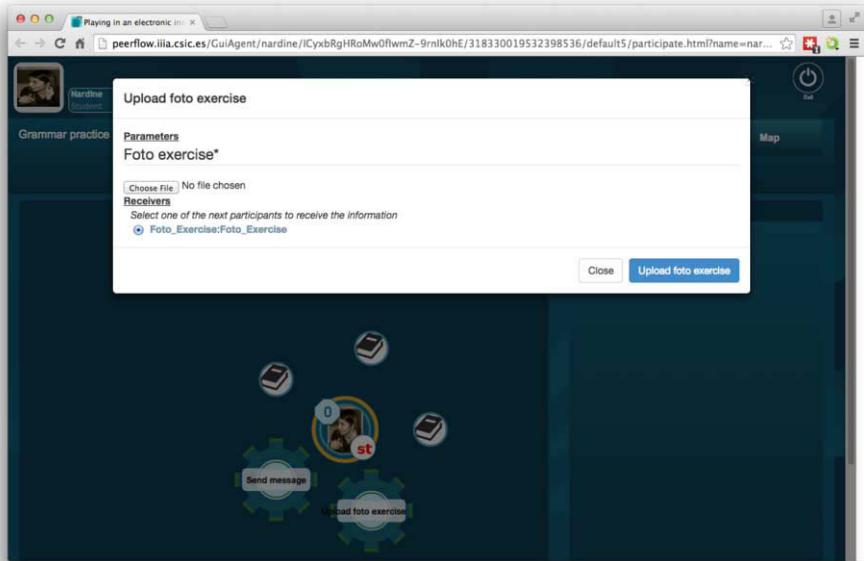 Playing in an electronic ins
peerflow.iiia.csic.es/GuiAgent/nardine/ICyxbRgHRoMw0flwmZ-9rnIk0hE/318330019532398536/default5/participate.html?name=nar...
Nardine
Student
Exit
Upload foto exercise
Grammar practice
Map
Parameters
Foto exercise*
Choose File No file chosen
Receivers
Select one of the next participants to receive the information
Foto_Exercise:Foto_Exercise
Close
Upload foto exercise
0
st
Send message
Upload foto exercise